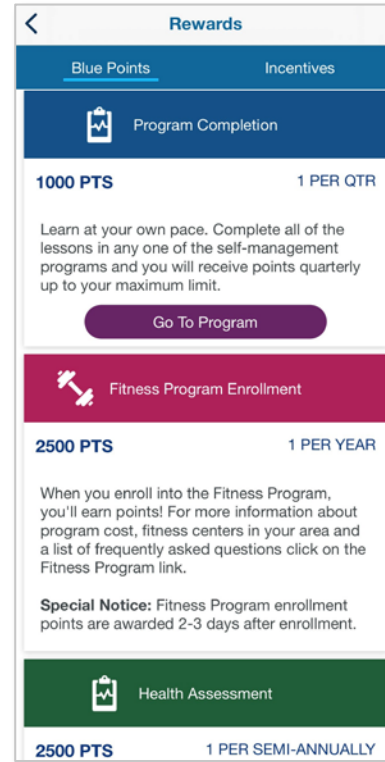 Rewards
Blue Points Incentives
Program Completion
1000 PTS 1 PER QTR
Learn at your own pace. Complete all of the
lessons in any one of the self-management
programs and you will receive points quarterly
up to your maximum limit.
Go To Program
Fitness Program Enrollment
2500 PTS 1 PER YEAR
When you enroll into the Fitness Program,
you'll earn points! For more information about
program cost, fitness centers in your area and
a list of frequently asked questions click on the
Fitness Program link.
Special Notice: Fitness Program enrollment
points are awarded 2-3 days after enrollment.
Health Assessment
2500 PTS 1 PER SEMI-ANNUALLY